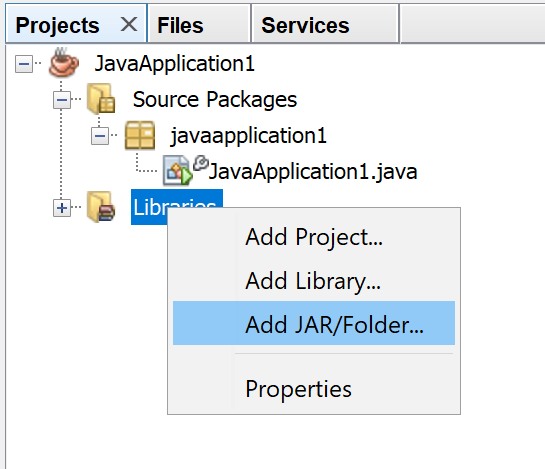 Projects Files Services
JavaApplication1
Source Packages
javaapplication1
JavaApplication1.java
Libraries
Add Project...
Add Library...
Add JAR/Folder...
Properties